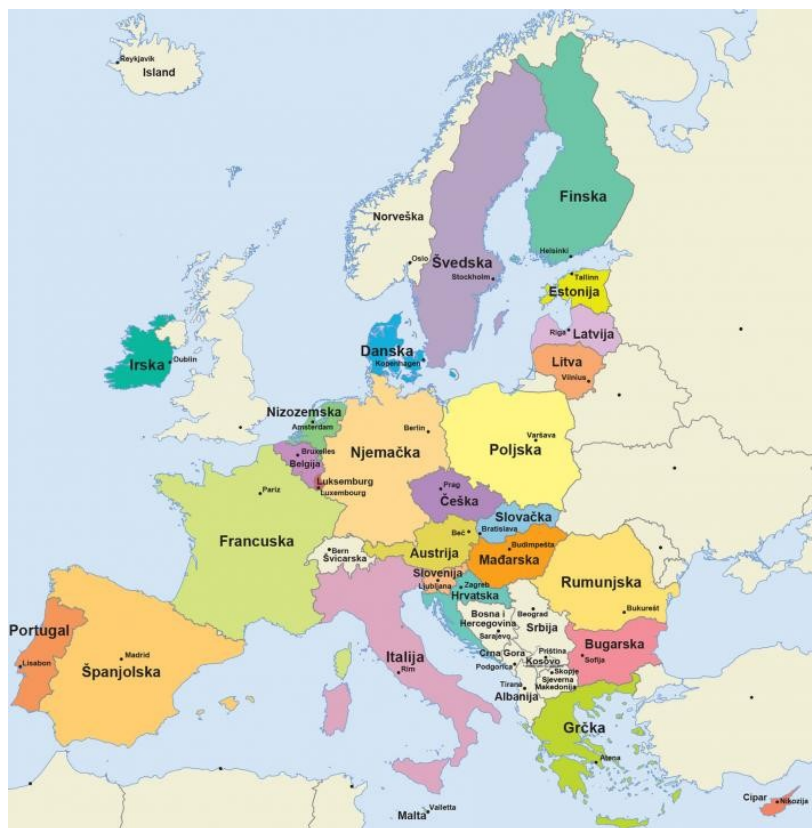 Reykjavik
Island
Norveška
Oslo
Švedska
Stockholm
Finska
Helsinki
Tallinn
Estonija
Riga
Latvija
Litva
Vilnius
Irska
Dublin
Danska
Kopenhagen
Nizozemska
Amsterdam
Bruxelles
Belgija
Luksemburg
Luxembourg
Berlin
Njemačka
Varšava
Poljska
Pariz
Francuska
Prag
Češka
Slovačka
Bratislava
Beč
Austrija
Budimpešta
Mađarska
Bern
Švicarska
Slovenija
Ljubljana
Zagreb
Hrvatska
Rumunjska
Bukurešt
Bosna i
Hercegovina
Sarajevo
Beograd
Srbija
Crna Gora
Podgorica
Priština
Kosovo
Bugarska
Sofija
Skopje
Sjeverna
Makedonija
Tirana
Albanija
Portugal
Lisabon
Madrid
Španjolska
Italija
Rim
Grčka
Atena
Malta
Valletta
Cipar
Nikozija